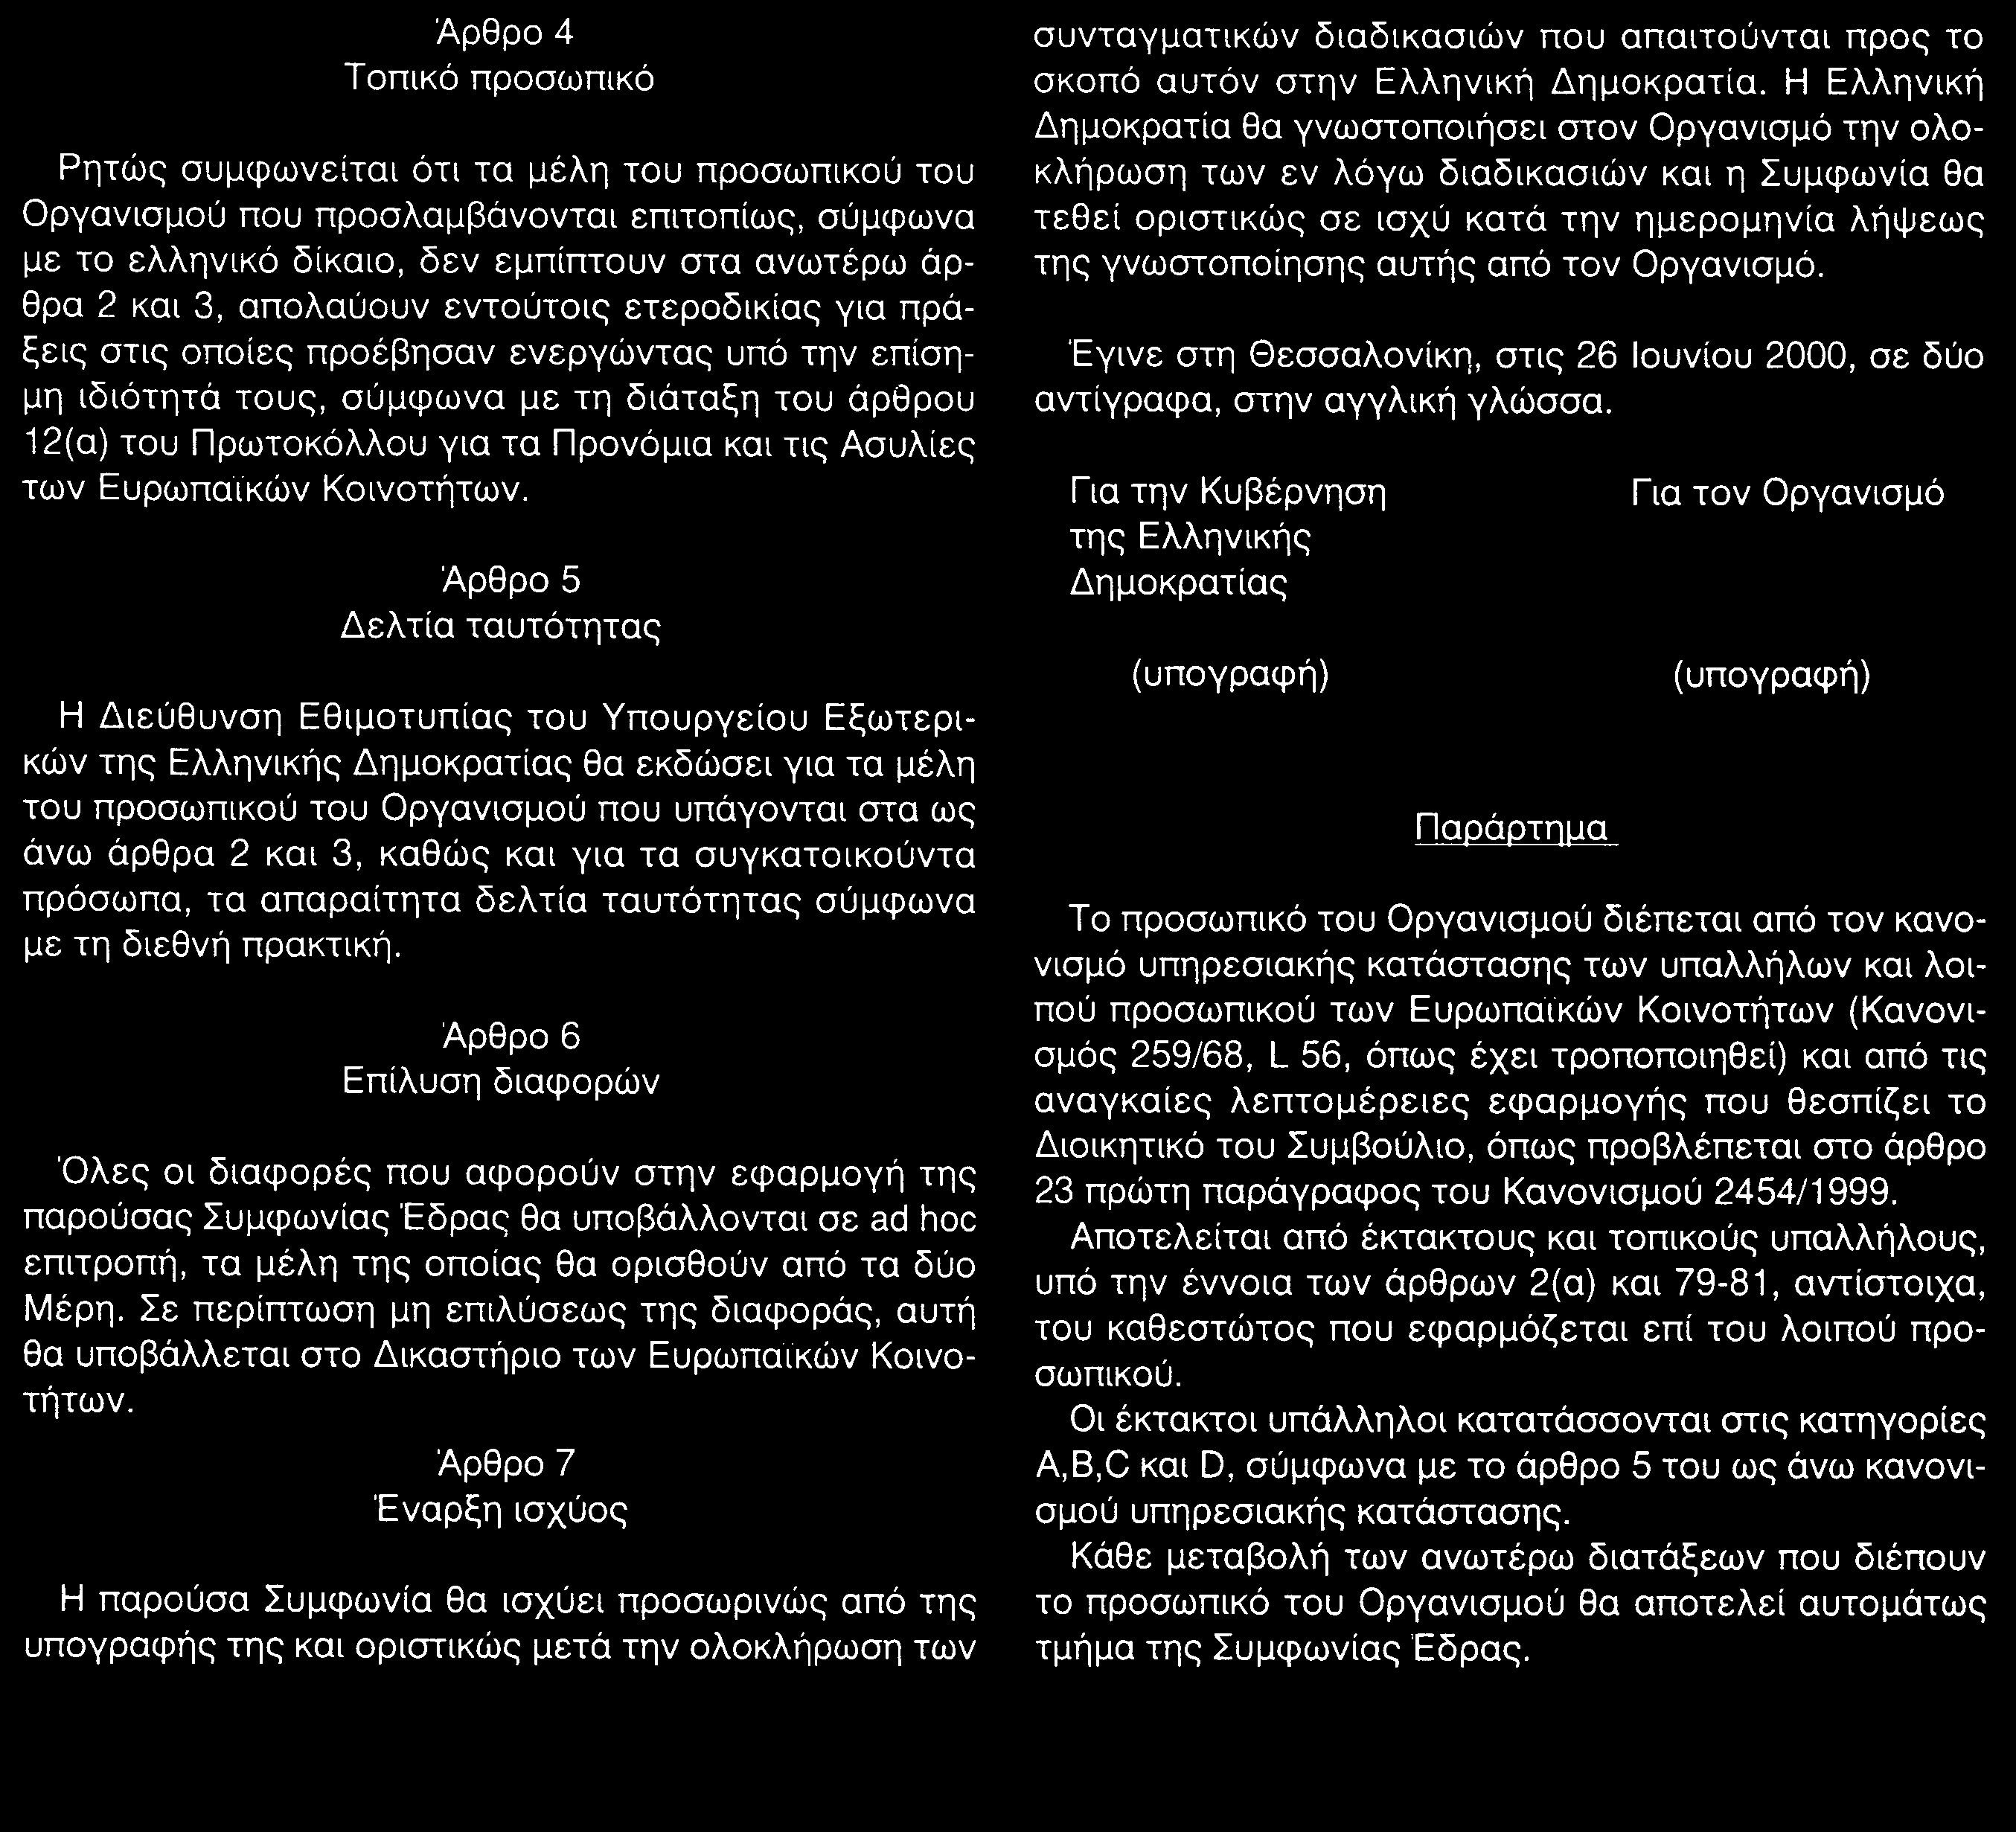 Άρθρο 4
Τοπικό προσωπικό
Ρητώς συμφωνείται ότι τα μέλη του προσωπικού του
Οργανισμού που προσλαμβάνονται επιτοπίως, σύμφωνα
με το ελληνικό δίκαιο, δεν εμπίπτουν στα ανωτέρω άρ-
θρα 2 και 3, απολαύουν εντούτοις ετεροδικίας για πρά-
ξεις στις οποίες προέβησαν ενεργώντας υπό την επίση-
μη ιδιότητά τους, σύμφωνα με τη διάταξη του άρθρου
12(α) του Πρωτοκόλλου για τα Προνόμια και τις Ασυλίες
των Ευρωπαϊκών Κοινοτήτων.
Άρθρο 5
Δελτία ταυτότητας
Η Διεύθυνση Εθιμοτυπίας του Υπουργείου Εξωτερι-
κών της Ελληνικής Δημοκρατίας θα εκδώσει για τα μέλη
του προσωπικού του Οργανισμού που υπάγονται στα ως
άνω άρθρα 2 και 3, καθώς και για τα συγκατοικούντα
πρόσωπα, τα απαραίτητα δελτία ταυτότητας σύμφωνα
με τη διεθνή πρακτική.
Άρθρο 6
Επίλυση διαφορών
Όλες οι διαφορές που αφορούν στην εφαρμογή της
παρούσας Συμφωνίας Έδρας θα υποβάλλονται σε ad hoc
επιτροπή, τα μέλη της οποίας θα ορισθούν από τα δύο
Μέρη. Σε περίπτωση μη επιλύσεως της διαφοράς, αυτή
θα υποβάλλεται στο Δικαστήριο των Ευρωπαϊκών Κοινο-
τήτων.
Άρθρο 7
Έναρξη ισχύος
Η παρούσα Συμφωνία θα ισχύει προσωρινώς από της
υπογραφής της και οριστικώς μετά την ολοκλήρωση των
συνταγματικών διαδικασιών που απαιτούνται προς το
σκοπό αυτόν στην Ελληνική Δημοκρατία. Η Ελληνική
Δημοκρατία θα γνωστοποιήσει στον Οργανισμό την ολο-
κλήρωση των εν λόγω διαδικασιών και η Συμφωνία θα
τεθεί οριστικώς σε ισχύ κατά την ημερομηνία λήψεως
της γνωστοποίησης αυτής από τον Οργανισμό.
Έγινε στη Θεσσαλονίκη, στις 26 Ιουνίου 2000, σε δύο
αντίγραφα, στην αγγλική γλώσσα.
Για την Κυβέρνηση Για τον Οργανισμό
της Ελληνικής
Δημοκρατίας
(υπογραφή) (υπογραφή)
Παράρτημα
Το προσωπικό του Οργανισμού διέπεται από τον κανο-
νισμό υπηρεσιακής κατάστασης των υπαλλήλων και λοι-
πού προσωπικού των Ευρωπαϊκών Κοινοτήτων (Κανονι-
σμός 259/68, L 56, όπως έχει τροποποιηθεί) και από τις
αναγκαίες λεπτομέρειες εφαρμογής που θεσπίζει το
Διοικητικό του Συμβούλιο, όπως προβλέπεται στο άρθρο
23 πρώτη παράγραφος του Κανονισμού 2454/1999.
Αποτελείται από έκτακτους και τοπικούς υπαλλήλους,
υπό την έννοια των άρθρων 2(α) και 79-81, αντίστοιχα,
του καθεστώτος που εφαρμόζεται επί του λοιπού προ-
σωπικού.
Οι έκτακτοι υπάλληλοι κατατάσσονται στις κατηγορίες
A,B,C και D, σύμφωνα με το άρθρο 5 του ως άνω κανονι-
σμού υπηρεσιακής κατάστασης.
Κάθε μεταβολή των ανωτέρω διατάξεων που διέπουν
το προσωπικό του Οργανισμού θα αποτελεί αυτομάτως
τμήμα της Συμφωνίας Έδρας.